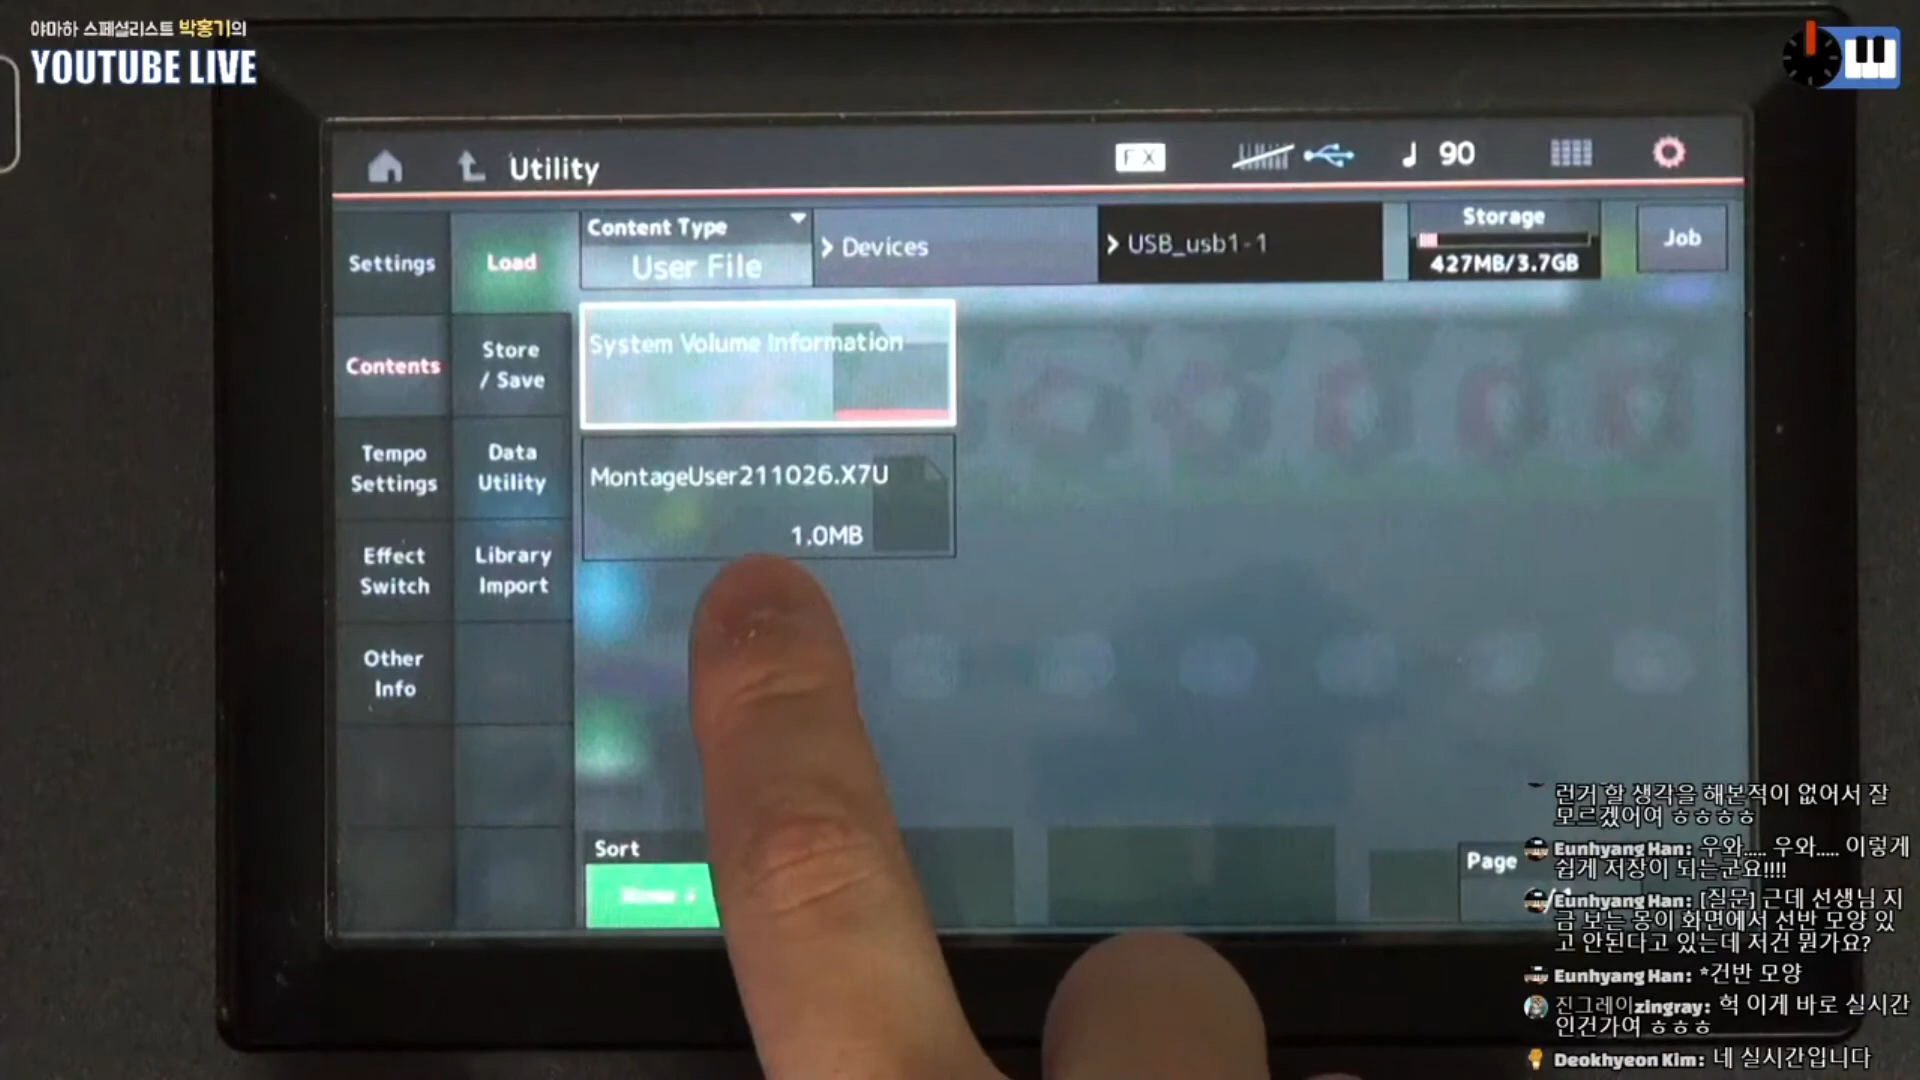 야마하 스페셜리스트 박홍기의
YOUTUBE LIVE
Utility
FX
90
Settings
Load
Content Type
User File
Devices
USB_usb1-1
Storage
427MB/3.7GB
Job
System Volume Information
Contents
Store
/ Save
MontageUser211026.X7U
1.0MB
Tempo
Settings
Data
Utility
Effect
Switch
Library
Import
Other
Info
Sort
Page
런거 할 생각을 해본적이 없어서 잘
모르겠어여 ㅎㅎㅎㅎ
Eunhyang Han: 우와..... 우와..... 이렇게
쉽게 저장이 되는군요!!!!
Eunhyang Han: [질문] 근데 선생님 지
금 보는 몽이 화면에서 선반 모양 있
고 안된다고 있는데 저건 뭔가요?
Eunhyang Han: *건반 모양
진그레이zingray: 헉 이게 바로 실시간
인건가여 ㅎㅎㅎ
Deokhyeon Kim: 네 실시간입니다